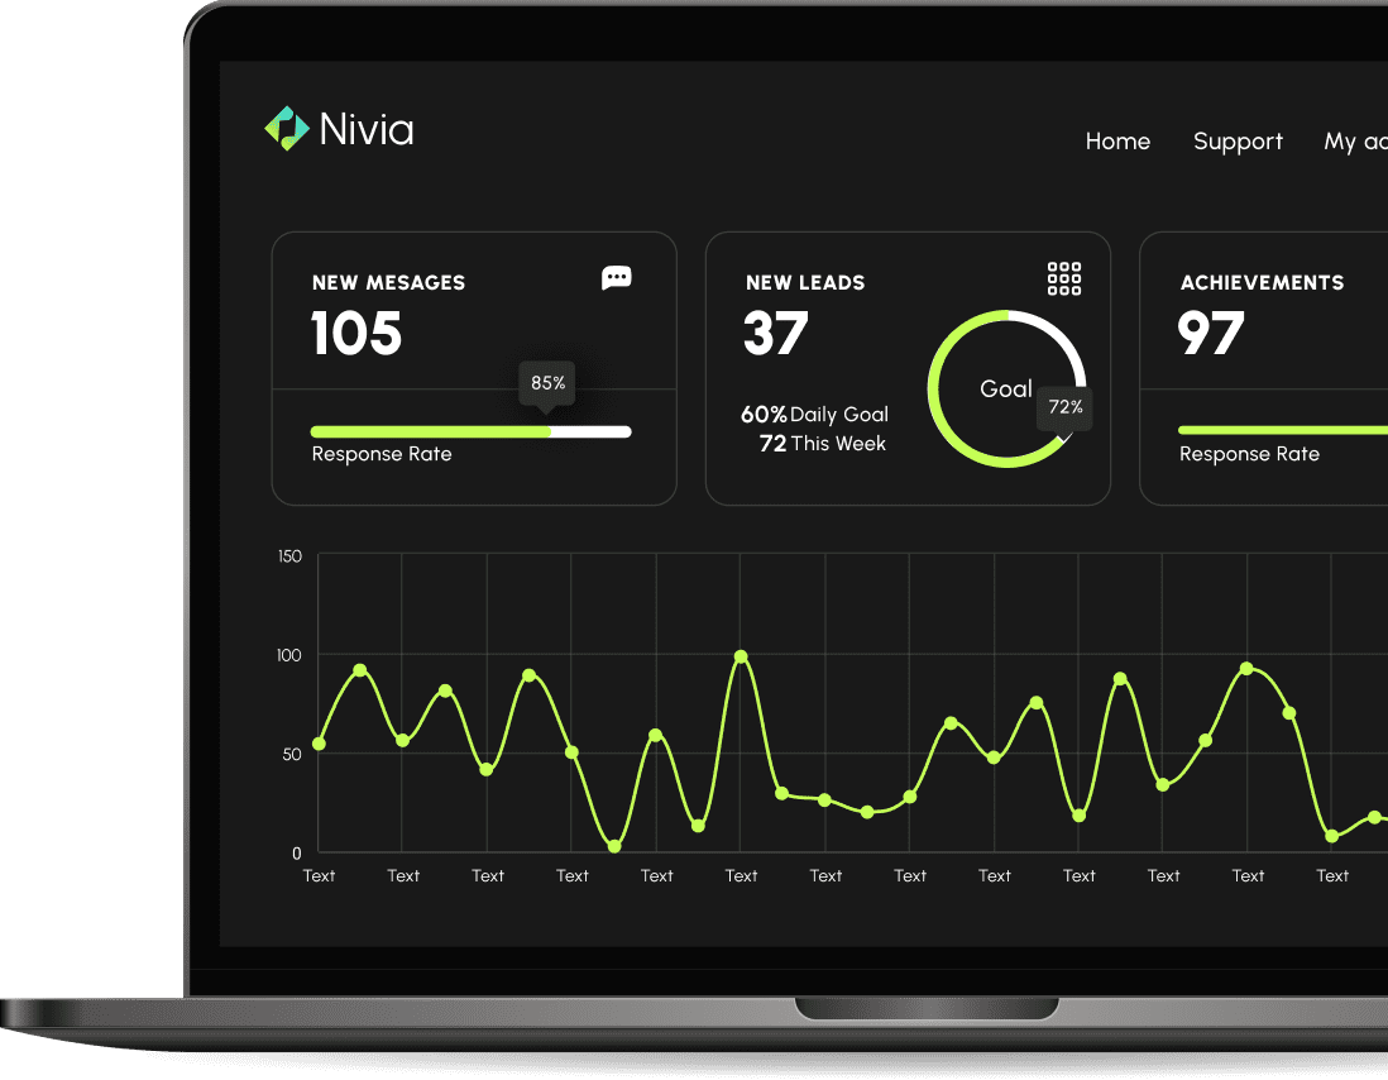 Nivia
Home Support My ac
NEW MESAGES
105
85%
Response Rate
NEW LEADS
37
Goal
72%
60% Daily Goal
72 This Week
ACHIEVEMENTS
97
Response Rate
150
100
50
0
Text Text Text Text Text Text Text Text Text Text Text Text Text